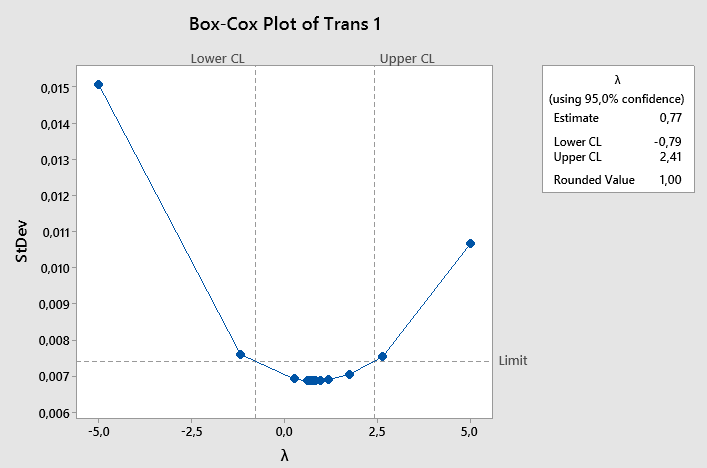 Box-Cox Plot of Trans 1
Lower CL
Upper CL
λ
(using 95,0% confidence)
Estimate 0,77
Lower CL -0,79
Upper CL 2,41
Rounded Value 1,00
StDev
0,015
0,014
0,013
0,012
0,011
0,010
0,009
0,008
0,007
0,006
Limit
-5,0 -2,5 0,0 2,5 5,0
λ